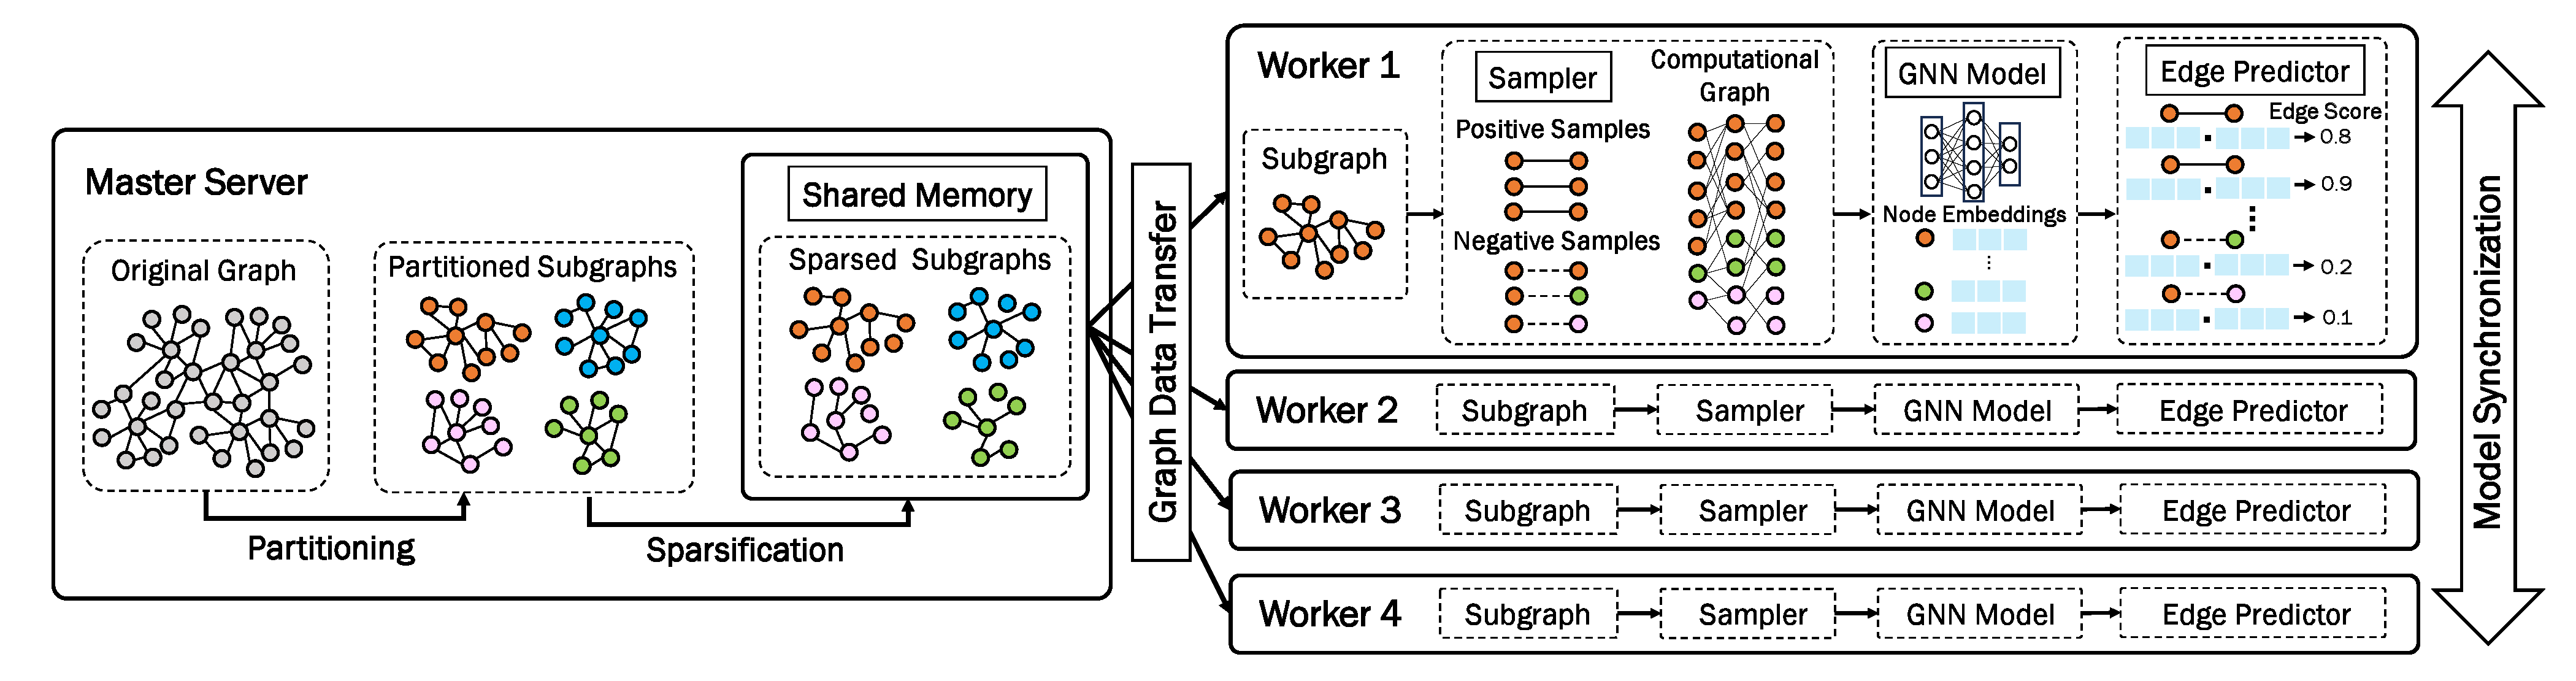 Master Server
Original Graph
Partitioned Subgraphs
Shared Memory
Sparsed Subgraphs
Partitioning
Sparsification
Graph Data Transfer
Worker 1
Subgraph
Sampler
Positive Samples
Negative Samples
Computational
Graph
GNN Model
Node Embeddings
Edge Predictor
Edge Score
0.8
0.9
0.2
0.1
Worker 2
Subgraph
Sampler
GNN Model
Edge Predictor
Worker 3
Subgraph
Sampler
GNN Model
Edge Predictor
Worker 4
Subgraph
Sampler
GNN Model
Edge Predictor
Model Synchronization